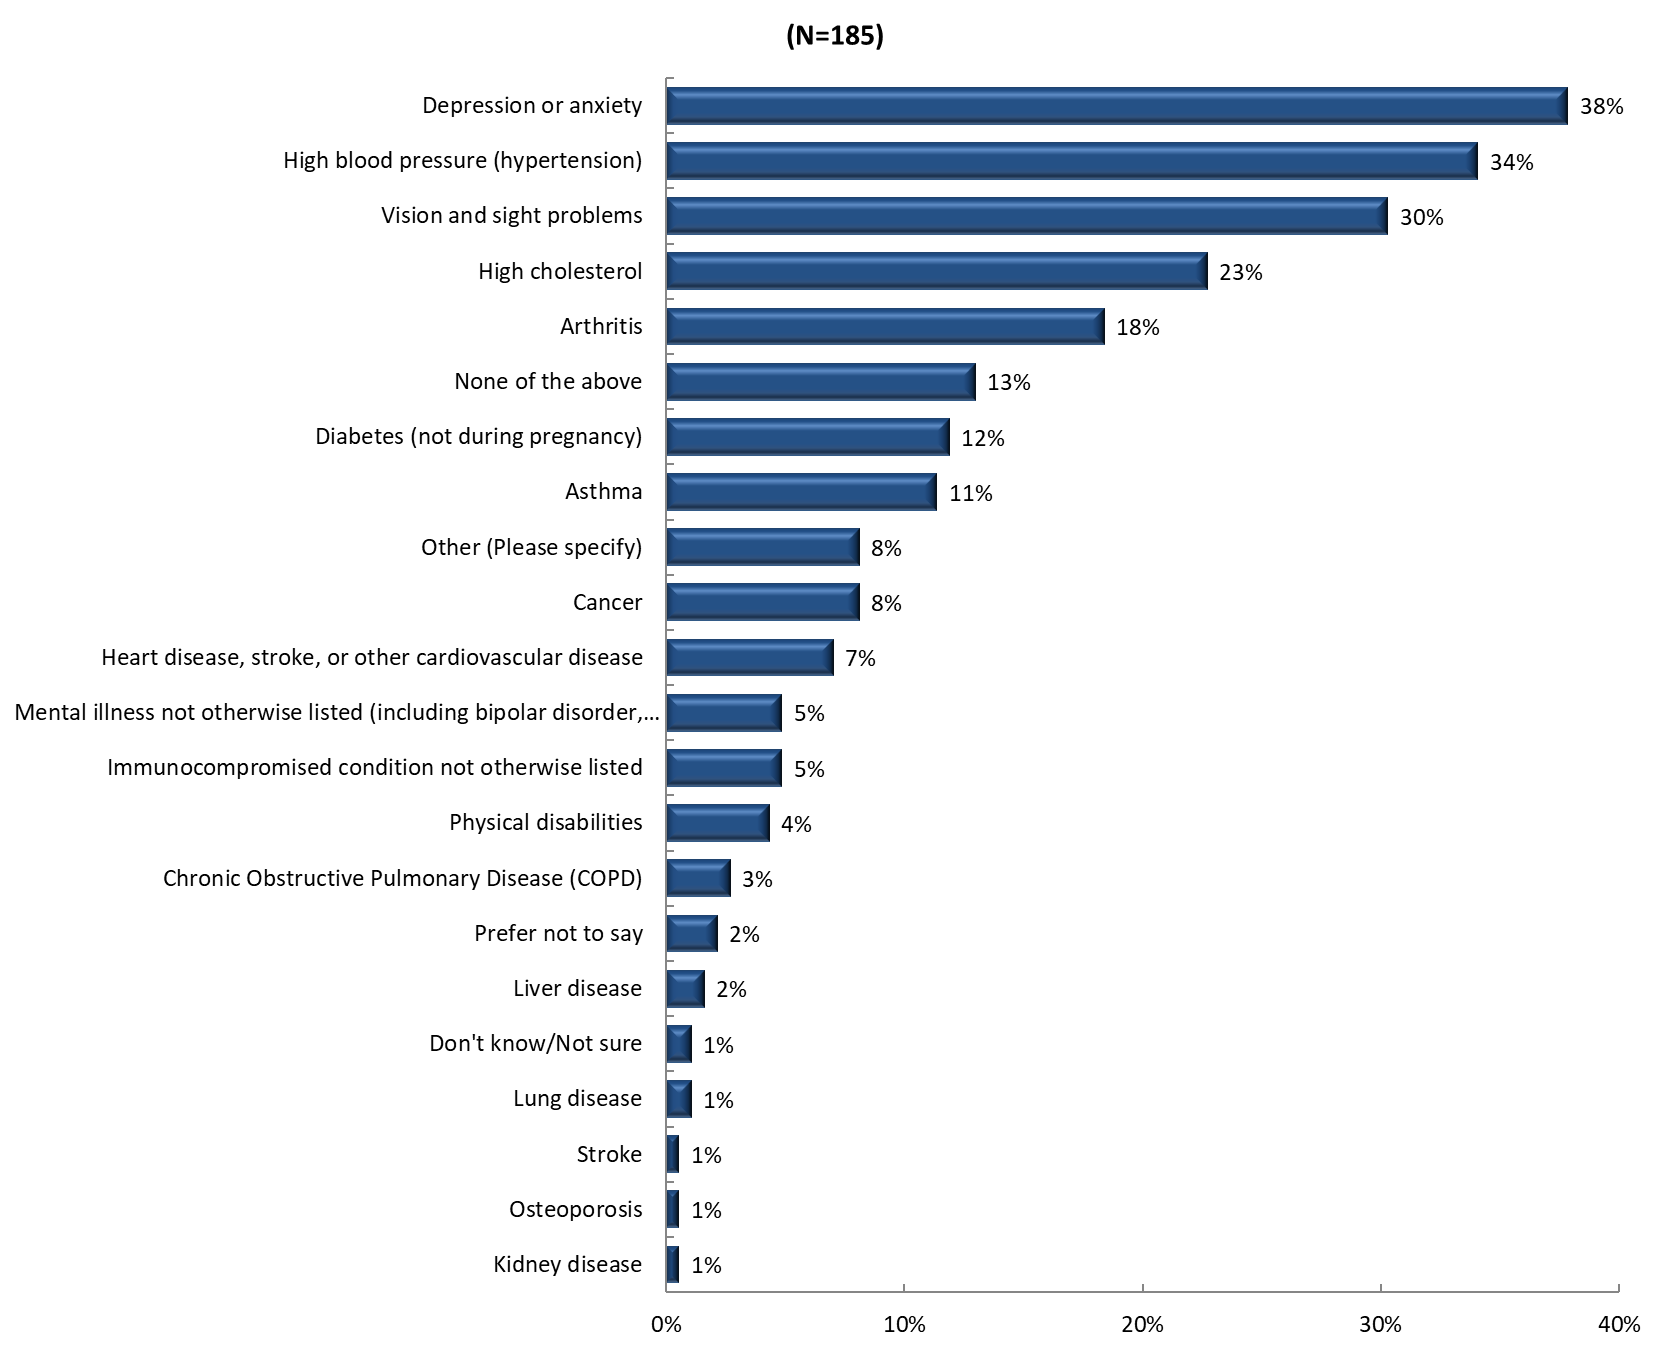 (N=185)
Depression or anxiety 38%
High blood pressure (hypertension) 34%
Vision and sight problems 30%
High cholesterol 23%
Arthritis 18%
None of the above 13%
Diabetes (not during pregnancy) 12%
Asthma 11%
Other (Please specify) 8%
Cancer 8%
Heart disease, stroke, or other cardiovascular disease 7%
Mental illness not otherwise listed (including bipolar disorder,... 5%
Immunocompromised condition not otherwise listed 5%
Physical disabilities 4%
Chronic Obstructive Pulmonary Disease (COPD) 3%
Prefer not to say 2%
Liver disease 2%
Don't know/Not sure 1%
Lung disease 1%
Stroke 1%
Osteoporosis 1%
Kidney disease 1%
0% 10% 20% 30% 40%